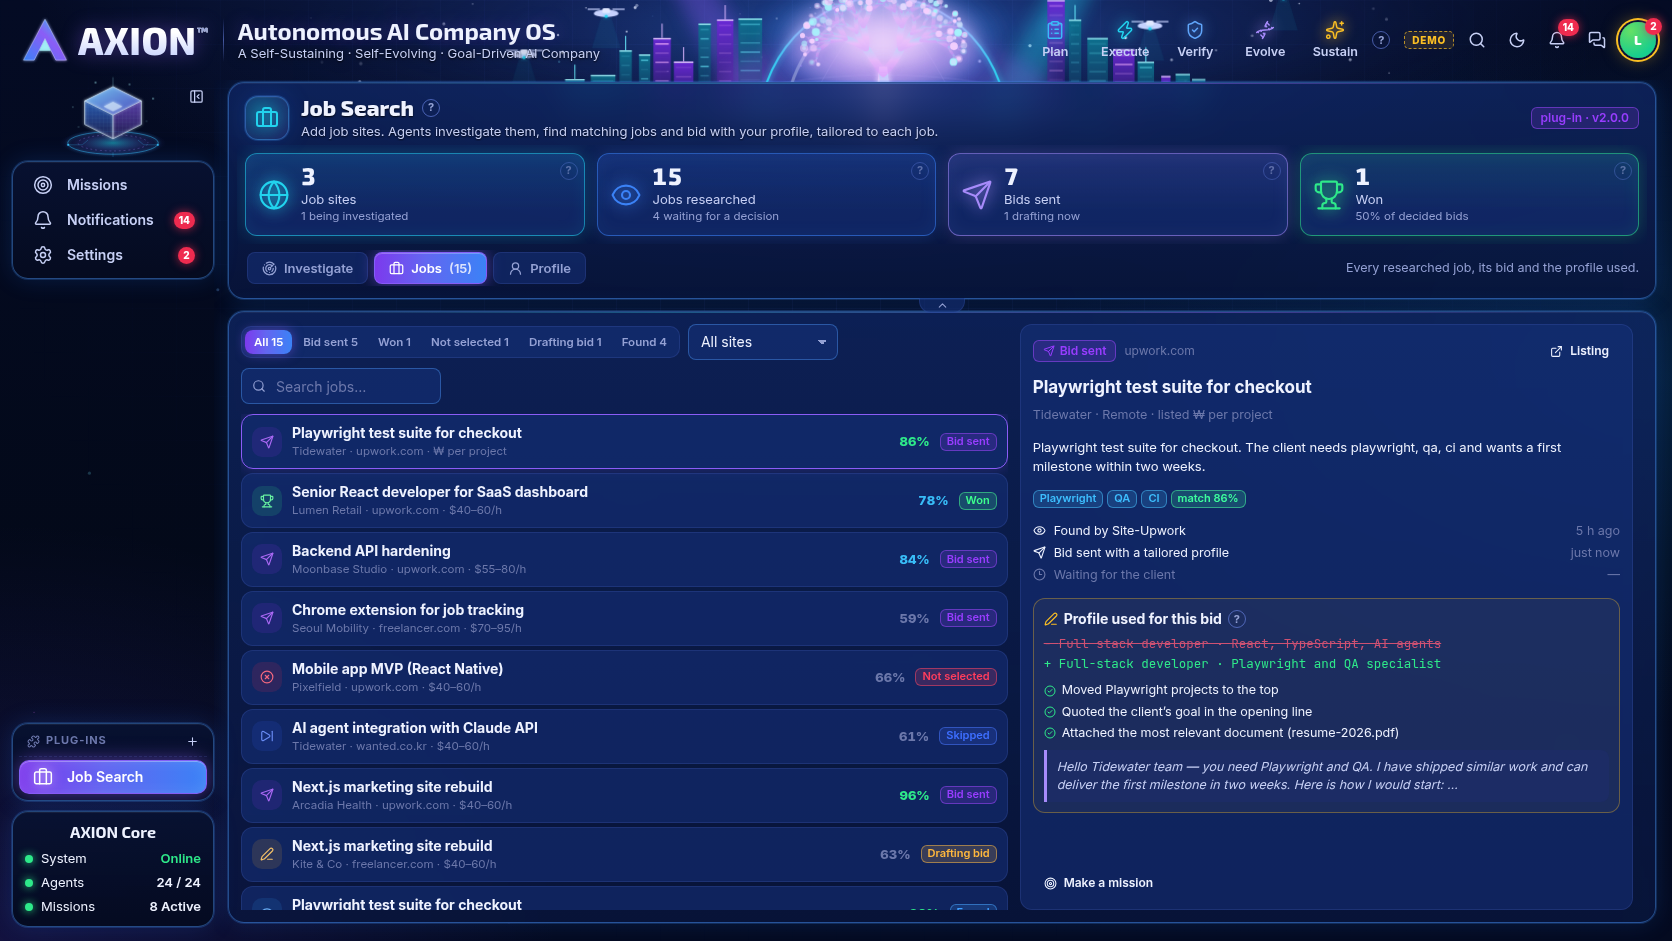 AXION™
Autonomous AI Company OS
A Self-Sustaining · Self-Evolving · Goal-Driven AI Company
Plan
Execute
Verify
Evolve
Sustain
?
DEMO
14
2
L
Missions
Notifications 14
Settings 2
PLUG-INS +
Job Search
AXION Core
System Online
Agents 24 / 24
Missions 8 Active
Job Search ?
Add job sites. Agents investigate them, find matching jobs and bid with your profile, tailored to each job.
plug-in · v2.0.0
3 ?
Job sites
1 being investigated
15 ?
Jobs researched
4 waiting for a decision
7 ?
Bids sent
1 drafting now
1 ?
Won
50% of decided bids
Investigate
Jobs (15)
Profile
Every researched job, its bid and the profile used.
All 15
Bid sent 5
Won 1
Not selected 1
Drafting bid 1
Found 4
All sites
Search jobs...
Playwright test suite for checkout
Tidewater · upwork.com · ₩ per project
86% Bid sent
Senior React developer for SaaS dashboard
Lumen Retail · upwork.com · $40–60/h
78% Won
Backend API hardening
Moonbase Studio · upwork.com · $55–80/h
84% Bid sent
Chrome extension for job tracking
Seoul Mobility · freelancer.com · $70–95/h
59% Bid sent
Mobile app MVP (React Native)
Pixelfield · upwork.com · $40–60/h
66% Not selected
AI agent integration with Claude API
Tidewater · wanted.co.kr · $40–60/h
61% Skipped
Next.js marketing site rebuild
Arcadia Health · upwork.com · $40–60/h
96% Bid sent
Next.js marketing site rebuild
Kite & Co · freelancer.com · $40–60/h
63% Drafting bid
Playwright test suite for checkout
Bid sent
upwork.com
Listing
Playwright test suite for checkout
Tidewater · Remote · listed ₩ per project
Playwright test suite for checkout. The client needs playwright, qa, ci and wants a first
milestone within two weeks.
Playwright
QA
CI
match 86%
Found by Site-Upwork 5 h ago
Bid sent with a tailored profile just now
Waiting for the client —
Profile used for this bid ?
− Full-stack developer · React, TypeScript, AI agents
+ Full-stack developer · Playwright and QA specialist
Moved Playwright projects to the top
Quoted the client's goal in the opening line
Attached the most relevant document (resume-2026.pdf)
Hello Tidewater team — you need Playwright and QA. I have shipped similar work and can
deliver the first milestone in two weeks. Here is how I would start: ...
Make a mission